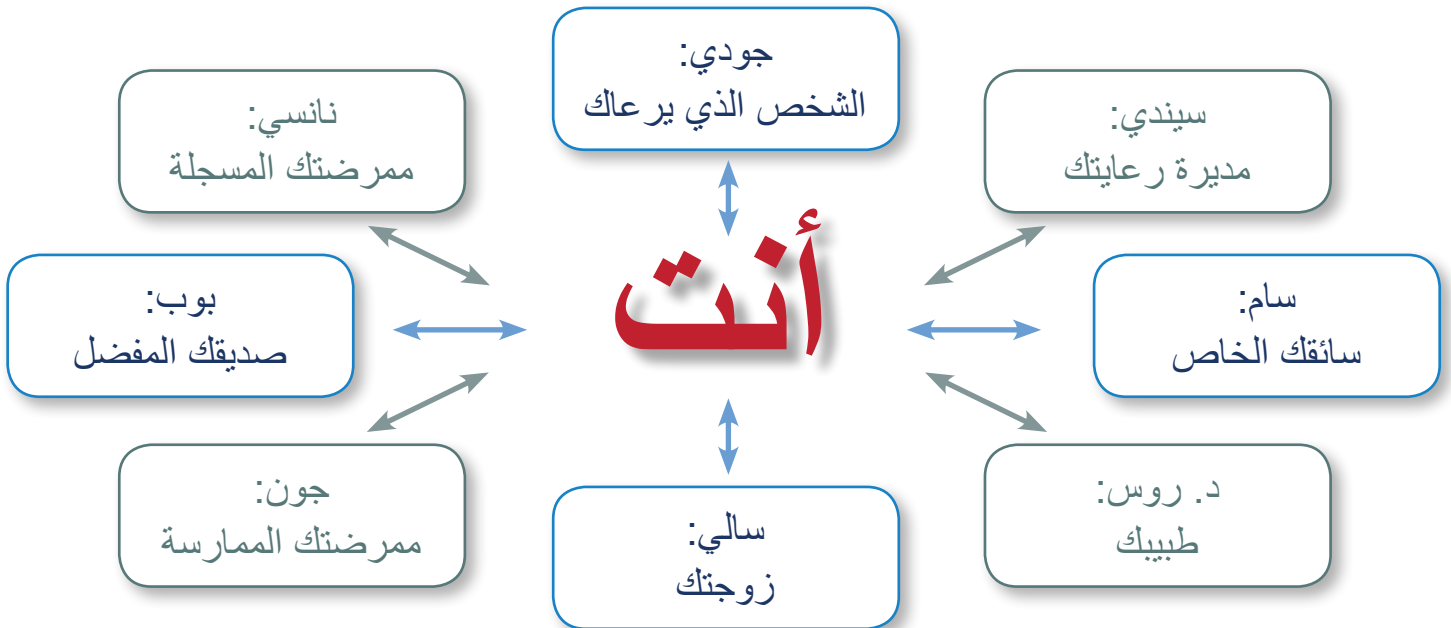 جودي:
الشخص الذي يرعاك
سيندي:
مديرة رعايتك
نانسي:
ممرضتك المسجلة
أنت
سام:
سائقك الخاص
بوب:
صديقك المفضل
د. روس:
طبيبك
جون:
ممرضتك الممارسة
سالي:
زوجتك